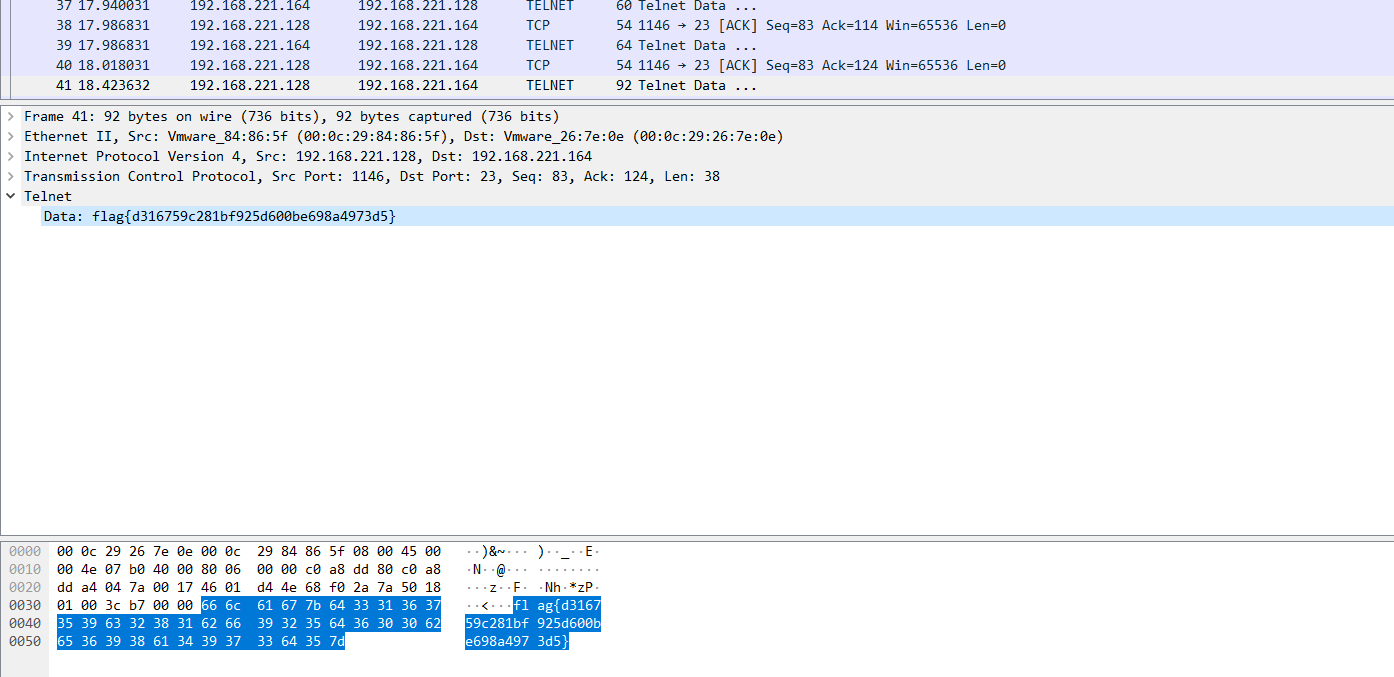 37 17.940031 192.168.221.164 192.168.221.128 TELNET 60 Telnet Data ...
38 17.986831 192.168.221.128 192.168.221.164 TCP 54 1146 → 23 [ACK] Seq=83 Ack=114 Win=65536 Len=0
39 17.986831 192.168.221.164 192.168.221.128 TELNET 64 Telnet Data ...
40 18.018031 192.168.221.128 192.168.221.164 TCP 54 1146 → 23 [ACK] Seq=83 Ack=124 Win=65536 Len=0
41 18.423632 192.168.221.128 192.168.221.164 TELNET 92 Telnet Data ...
Frame 41: 92 bytes on wire (736 bits), 92 bytes captured (736 bits)
Ethernet II, Src: Vmware_84:86:5f (00:0c:29:84:86:5f), Dst: Vmware_26:7e:0e (00:0c:29:26:7e:0e)
Internet Protocol Version 4, Src: 192.168.221.128, Dst: 192.168.221.164
Transmission Control Protocol, Src Port: 1146, Dst Port: 23, Seq: 83, Ack: 124, Len: 38
Telnet
Data: flag{d316759c281bf925d600be698a4973d5}
0000 00 0c 29 26 7e 0e 00 0c 29 84 86 5f 08 00 45 00 ··)&~··· )··_··E·
0010 00 4e 07 b0 40 00 80 06 00 00 c0 a8 dd 80 c0 a8 ·N··@··· ········
0020 dd a4 04 7a 00 17 46 01 d4 4e 68 f0 2a 7a 50 18 ···z··F· ·Nh·*zP·
0030 01 00 3c b7 00 00 66 6c 61 67 7b 64 33 31 36 37 ··<···fl ag{d3167
0040 35 39 63 32 38 31 62 66 39 32 35 64 36 30 30 62 59c281bf 925d600b
0050 65 36 39 38 61 34 39 37 33 64 35 7d e698a497 3d5}